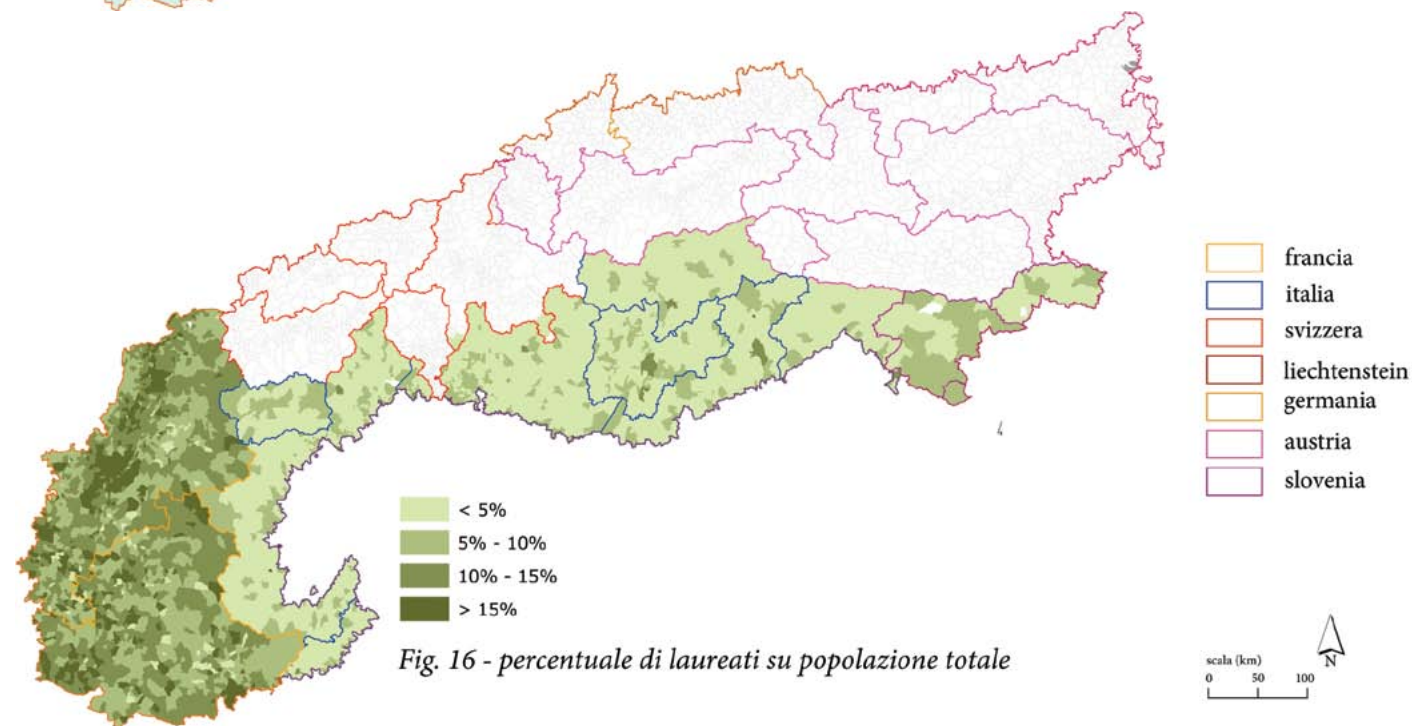 francia
italia
svizzera
liechtenstein
germania
austria
slovenia
< 5%
5% - 10%
10% - 15%
> 15%
Fig. 16 - percentuale di laureati su popolazione totale
scala (km)
0 50 100
N